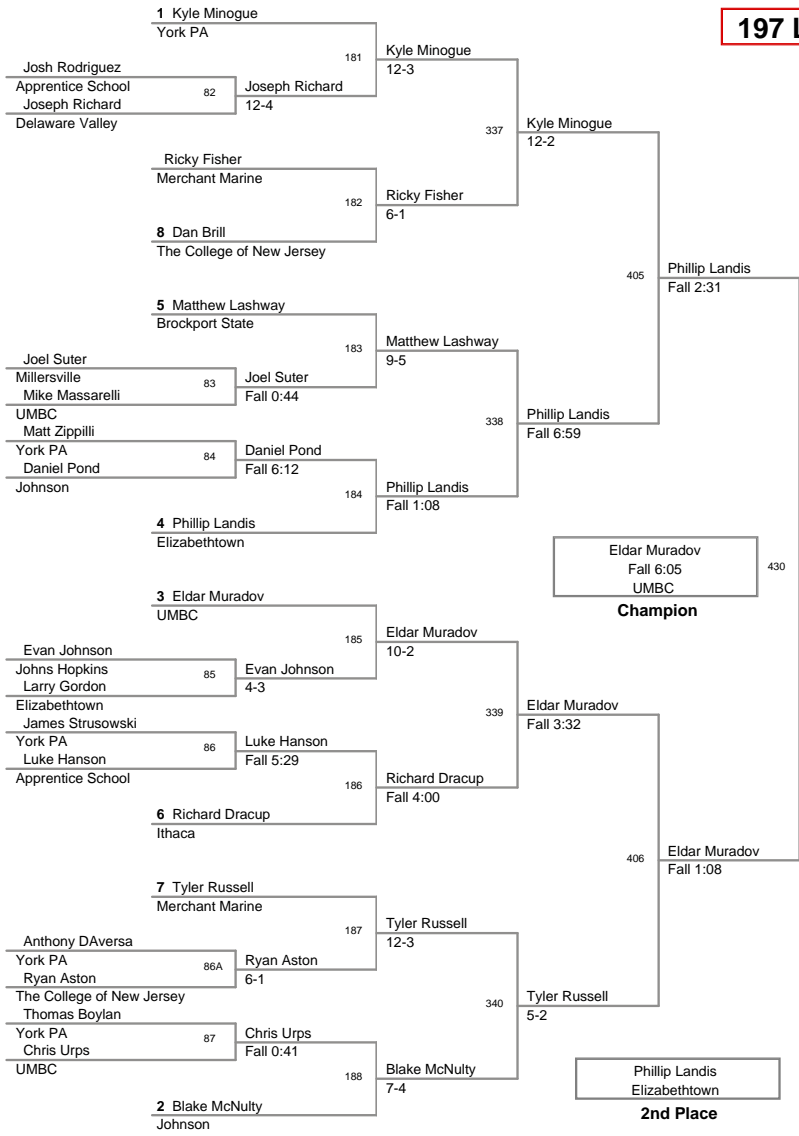 1 Kyle Minogue
York PA
197 L
181
Kyle Minogue
12-3
Josh Rodriguez
Apprentice School
82
Joseph Richard
12-4
Joseph Richard
Delaware Valley
337
Kyle Minogue
12-2
Ricky Fisher
Merchant Marine
182
Ricky Fisher
6-1
8 Dan Brill
The College of New Jersey
405
Phillip Landis
Fall 2:31
5 Matthew Lashway
Brockport State
183
Matthew Lashway
9-5
Joel Suter
Millersville
83
Joel Suter
Fall 0:44
Mike Massarelli
UMBC
338
Phillip Landis
Fall 6:59
Matt Zippilli
York PA
84
Daniel Pond
Fall 6:12
Daniel Pond
Johnson
184
Phillip Landis
Fall 1:08
4 Phillip Landis
Elizabethtown
Eldar Muradov
Fall 6:05
UMBC
430
Champion
3 Eldar Muradov
UMBC
185
Eldar Muradov
10-2
Evan Johnson
Johns Hopkins
85
Evan Johnson
4-3
Larry Gordon
Elizabethtown
339
Eldar Muradov
Fall 3:32
James Strusowski
York PA
86
Luke Hanson
Fall 5:29
Luke Hanson
Apprentice School
186
Richard Dracup
Fall 4:00
6 Richard Dracup
Ithaca
406
Eldar Muradov
Fall 1:08
7 Tyler Russell
Merchant Marine
187
Tyler Russell
12-3
Anthony DAversa
York PA
86A
Ryan Aston
6-1
Ryan Aston
The College of New Jersey
340
Tyler Russell
5-2
Thomas Boylan
York PA
87
Chris Urps
Fall 0:41
Chris Urps
UMBC
188
Blake McNulty
7-4
2 Blake McNulty
Johnson
Phillip Landis
Elizabethtown
2nd Place